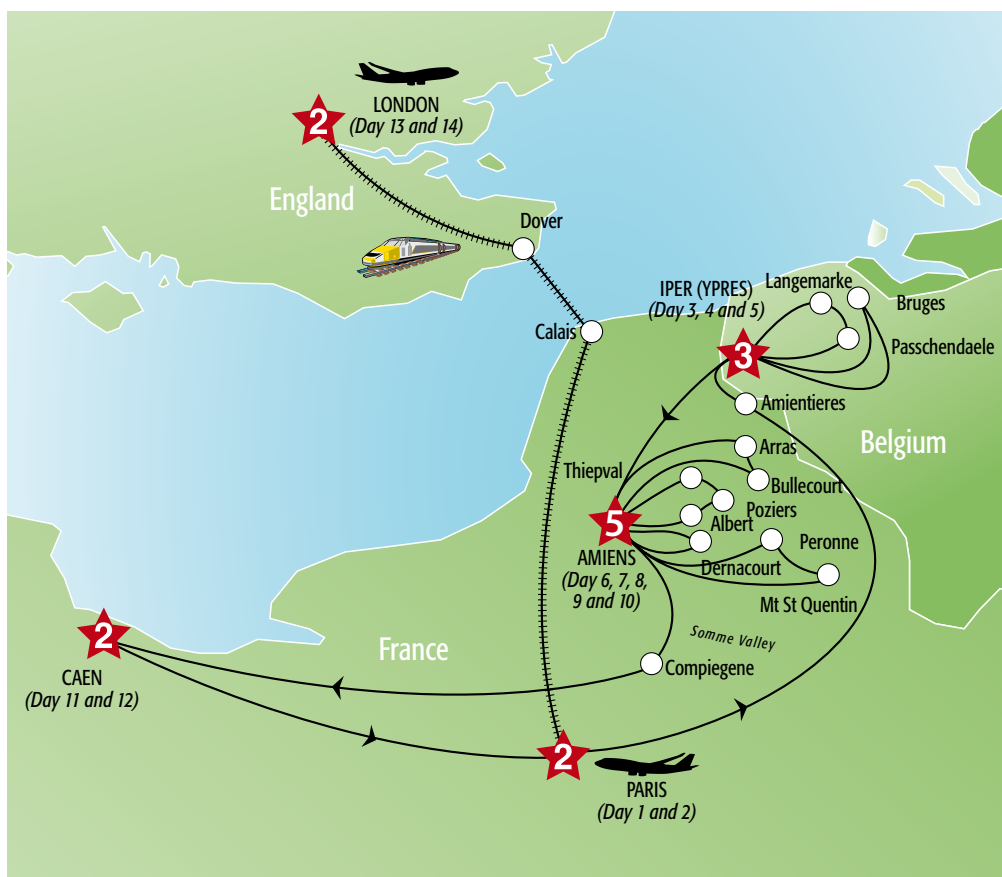 LONDON
(Day 13 and 14)
2
England
Dover
Calais
IPER (YPRES)
(Day 3, 4 and 5)
3
Langemarke
Bruges
Passchendaele
Amientieres
Belgium
Arras
Thiepval
Bullecourt
Poziers
5
Albert
AMIENS
(Day 6, 7, 8,
9 and 10)
Peronne
Dernacourt
Mt St Quentin
Somme Valley
Compiegene
France
2
CAEN
(Day 11 and 12)
2
PARIS
(Day 1 and 2)